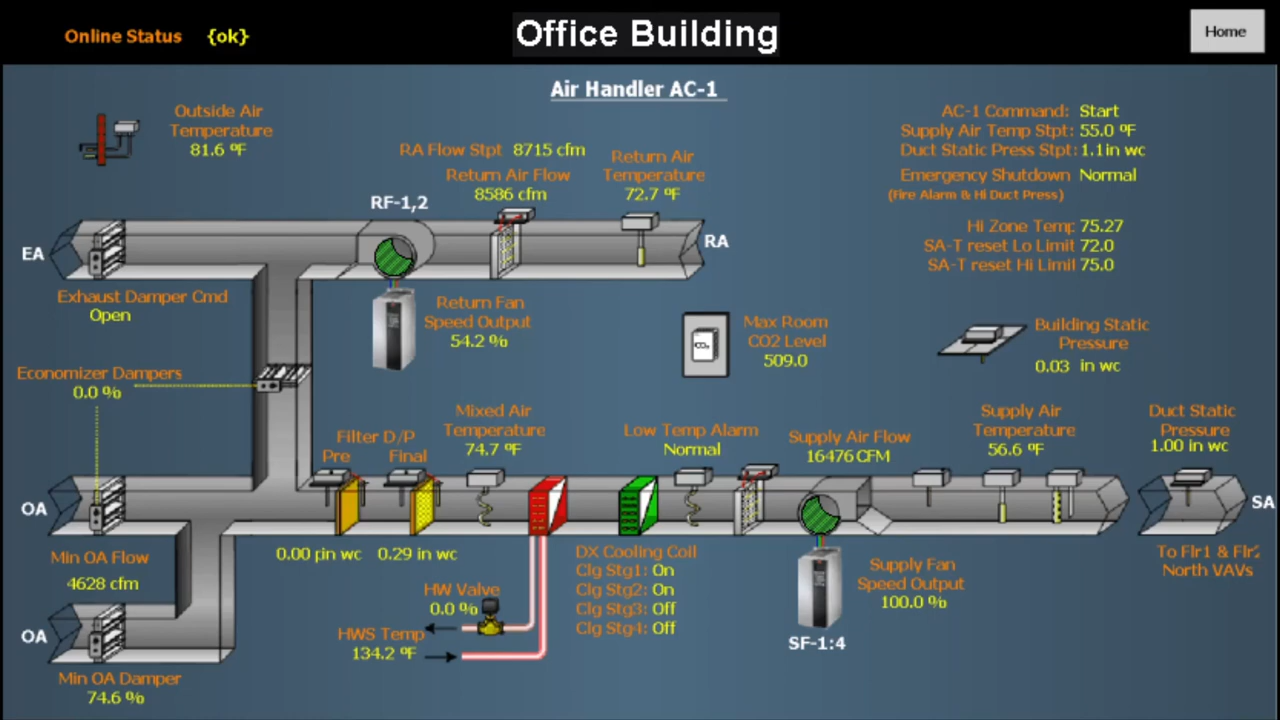 Online Status {ok}
Office Building
Home
Air Handler AC-1
Outside Air
Temperature
81.6 ºF
RA Flow Stpt 8715 cfm
Return Air Flow
8586 cfm
Return Air
Temperature
72.7 ºF
AC-1 Command: Start
Supply Air Temp Stpt: 55.0 ºF
Duct Static Press Stpt: 1.1 in wc
Emergency Shutdown Normal
(Fire Alarm & Hi Duct Press)
Hi Zone Temp 75.27
SA-T reset Lo Limit 72.0
SA-T reset Hi Limit 75.0
RF-1,2
EA
RA
Exhaust Damper Cmd
Open
Return Fan
Speed Output
54.2 %
CO₂
Max Room
CO2 Level
509.0
Building Static
Pressure
0.03 in wc
Economizer Dampers
0.0 %
Filter D/P
Pre Final
Mixed Air
Temperature
74.7 ºF
Low Temp Alarm
Normal
Supply Air Flow
16476 CFM
Supply Air
Temperature
56.6 ºF
Duct Static
Pressure
1.00 in wc
OA
SA
Min OA Flow
4628 cfm
0.00 in wc 0.29 in wc
DX Cooling Coil
Clg Stg1: On
Clg Stg2: On
Clg Stg3: Off
Clg Stg4: Off
Supply Fan
Speed Output
100.0 %
To Flr1 & Flr2
North VAVs
HW Valve
0.0 %
HWS Temp
134.2 ºF
SF-1:4
OA
Min OA Damper
74.6 %